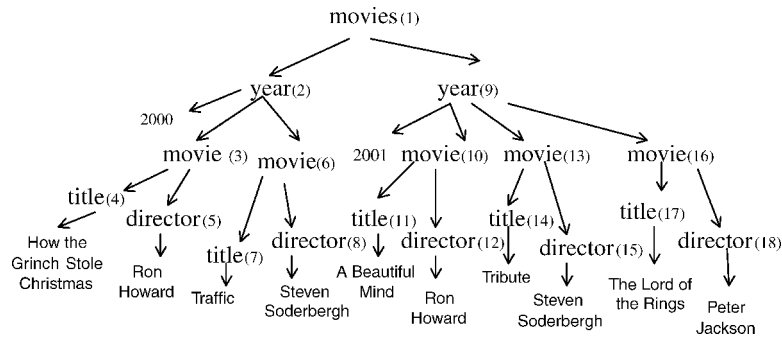 movies(1)
year(2)
year(9)
2000
movie (3)
movie(6)
2001
movie(10)
movie(13)
movie(16)
title(4)
director(5)
title(7)
director(8)
title(11)
director(12)
title(14)
director(15)
title(17)
director(18)
How the
Grinch Stole
Christmas
Ron
Howard
Traffic
Steven
Soderbergh
A Beautiful
Mind
Ron
Howard
Tribute
Steven
Soderbergh
The Lord of
the Rings
Peter
Jackson